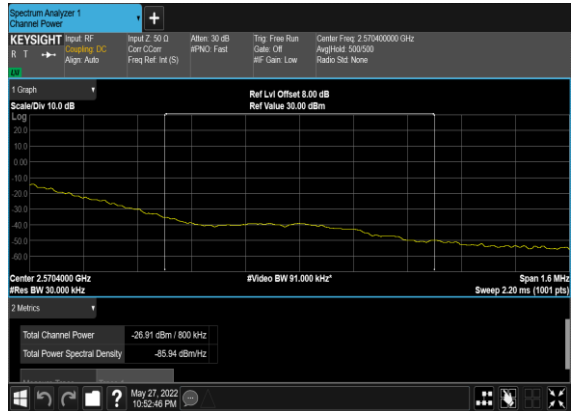 Spectrum Analyzer 1
Channel Power
+
KEYSIGHT
R T
LW
Input: RF
Coupling: DC
Align: Auto
Input Z: 50 Ω
Corr CCorr
Freq Ref: Int (S)
Atten: 30 dB
#PNO: Fast
Trig: Free Run
Gate: Off
#IF Gain: Low
Center Freq: 2.570400000 GHz
Avg|Hold: 500/500
Radio Std: None
1 Graph
Scale/Div 10.0 dB
Ref Lvl Offset 8.00 dB
Ref Value 30.00 dBm
Log
20.0
10.0
0.00
-10.0
-20.0
-30.0
-40.0
-50.0
-60.0
Center 2.5704000 GHz
#Res BW 30.000 kHz
#Video BW 91.000 kHz*
Span 1.6 MHz
Sweep 2.20 ms (1001 pts)
2 Metrics
Total Channel Power -26.91 dBm / 800 kHz
Total Power Spectral Density -85.94 dBm/Hz
?
May 27, 2022
10:52:46 PM